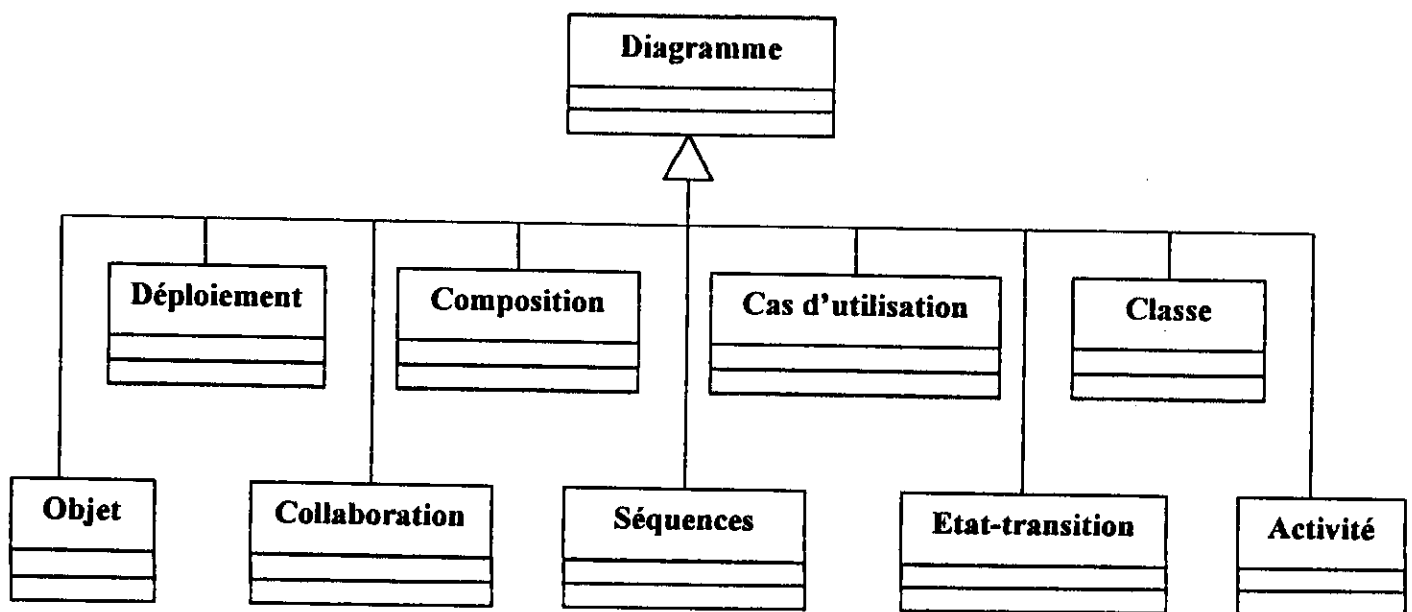 Diagramme
Déploiement
Composition
Cas d'utilisation
Classe
Objet
Collaboration
Séquences
Etat-transition
Activité